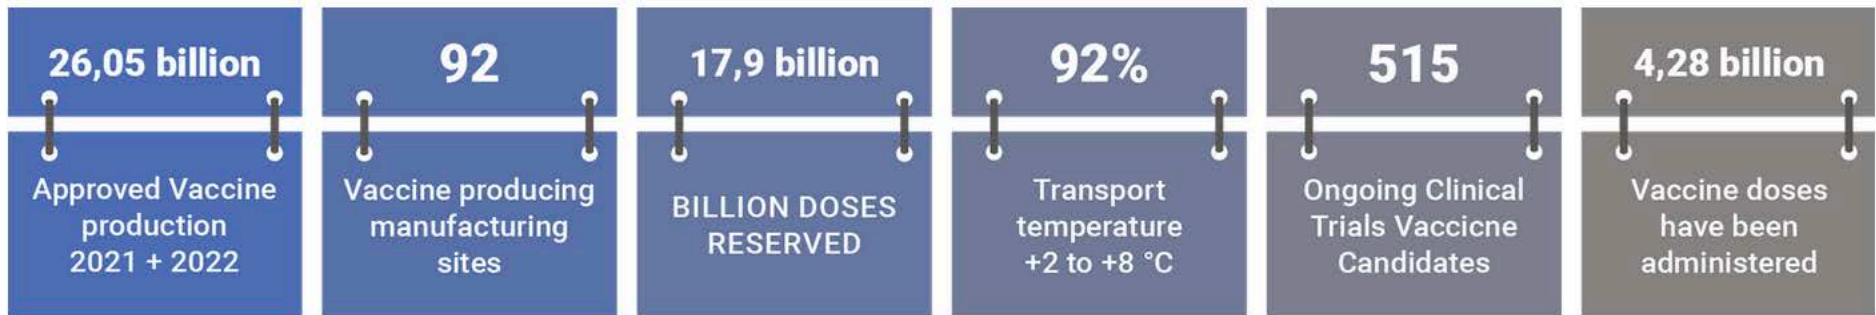 26,05 billion
Approved Vaccine
production
2021 + 2022
92
Vaccine producing
manufacturing
sites
17,9 billion
BILLION DOSES
RESERVED
92%
Transport
temperature
+2 to +8 °C
515
Ongoing Clinical
Trials Vaccicne
Candidates
4,28 billion
Vaccine doses
have been
administered